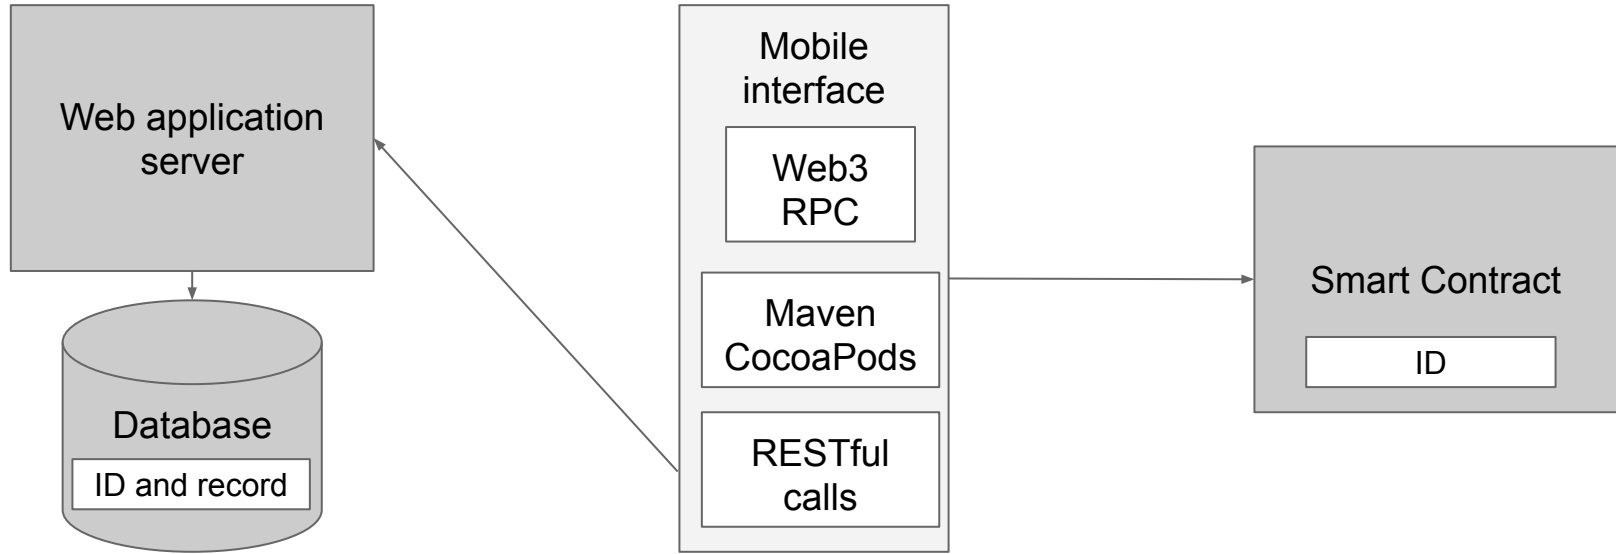 Web application
server
Database
ID and record
Mobile
interface
Web3
RPC
Maven
CocoaPods
RESTful
calls
Smart Contract
ID